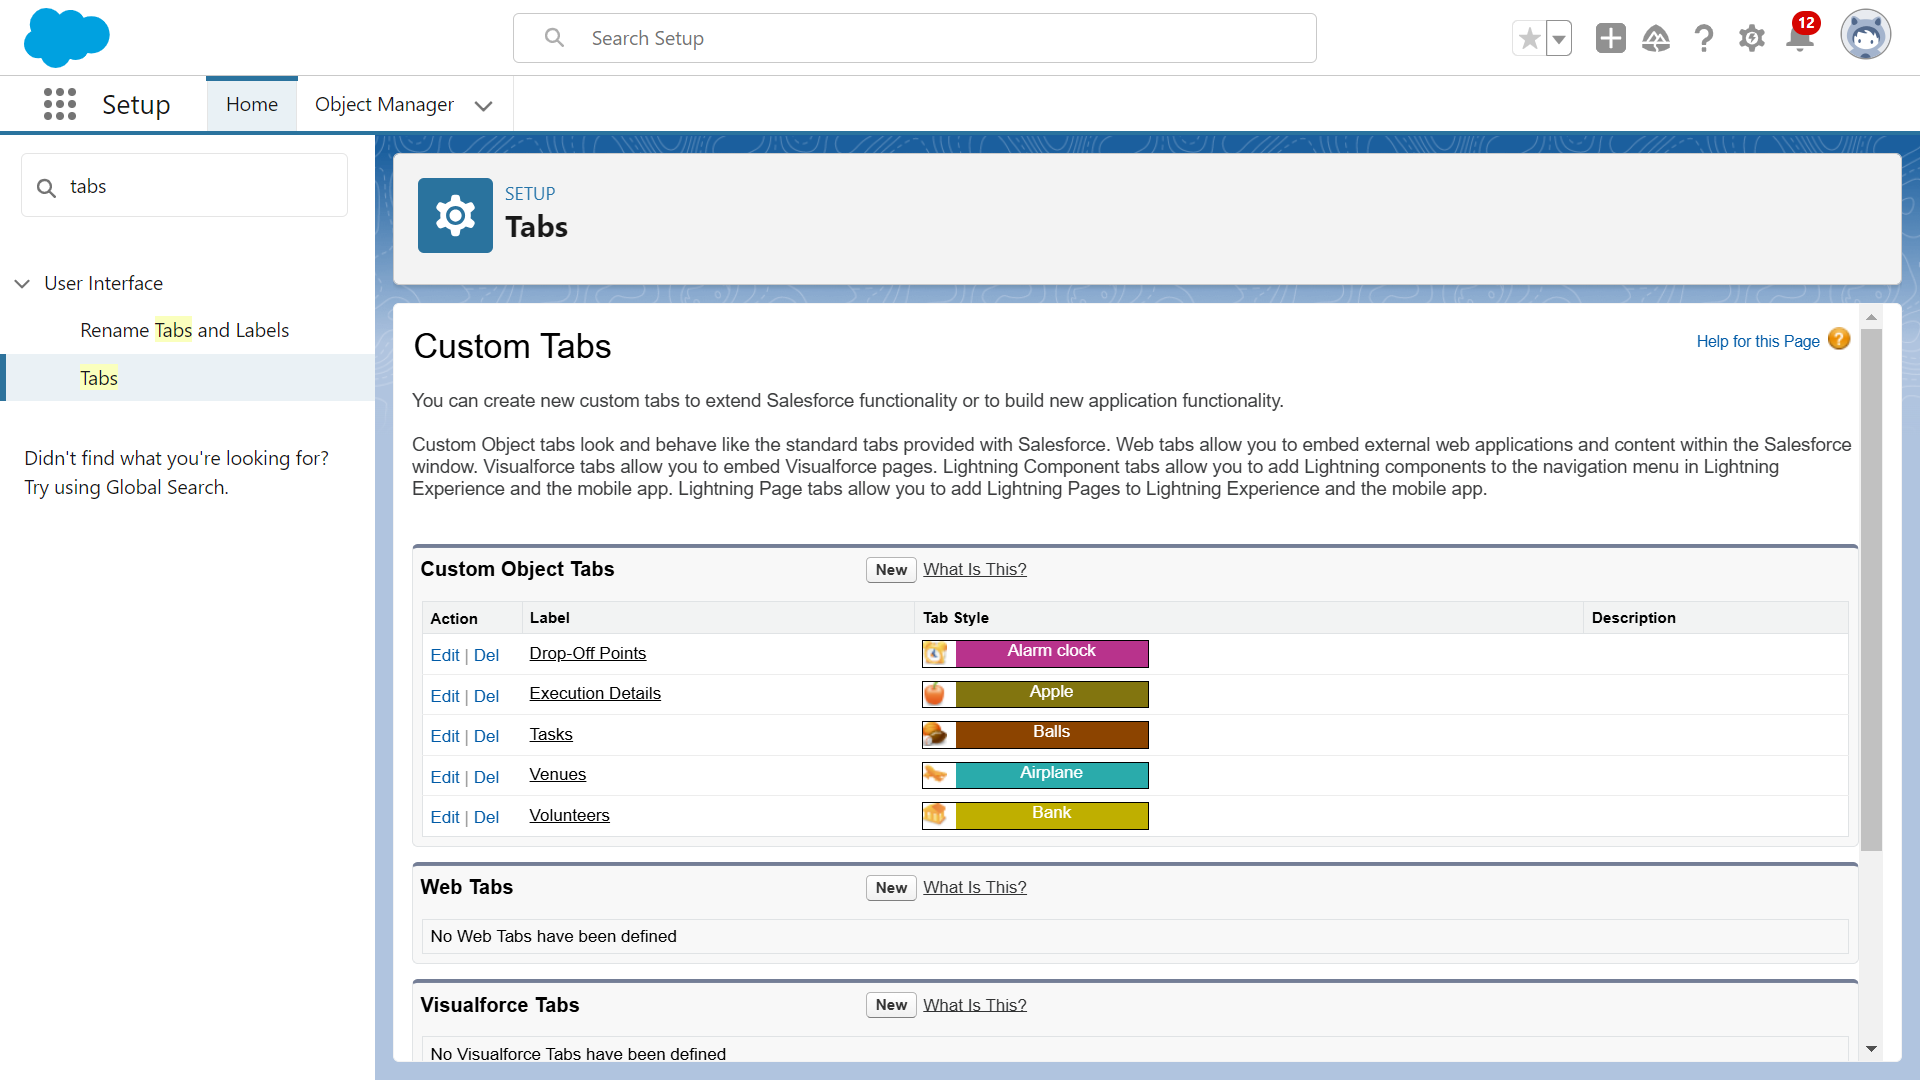 Search Setup
12
Setup
Home
Object Manager
tabs
User Interface
Rename Tabs and Labels
Tabs
Didn't find what you're looking for?
Try using Global Search.
SETUP
Tabs
Custom Tabs
Help for this Page
You can create new custom tabs to extend Salesforce functionality or to build new application functionality.
Custom Object tabs look and behave like the standard tabs provided with Salesforce. Web tabs allow you to embed external web applications and content within the Salesforce
window. Visualforce tabs allow you to embed Visualforce pages. Lightning Component tabs allow you to add Lightning components to the navigation menu in Lightning
Experience and the mobile app. Lightning Page tabs allow you to add Lightning Pages to Lightning Experience and the mobile app.
Custom Object Tabs New What Is This?
Action Label Tab Style Description
Edit | Del Drop-Off Points Alarm clock
Edit | Del Execution Details Apple
Edit | Del Tasks Balls
Edit | Del Venues Airplane
Edit | Del Volunteers Bank
Web Tabs New What Is This?
No Web Tabs have been defined
Visualforce Tabs New What Is This?
No Visualforce Tabs have been defined